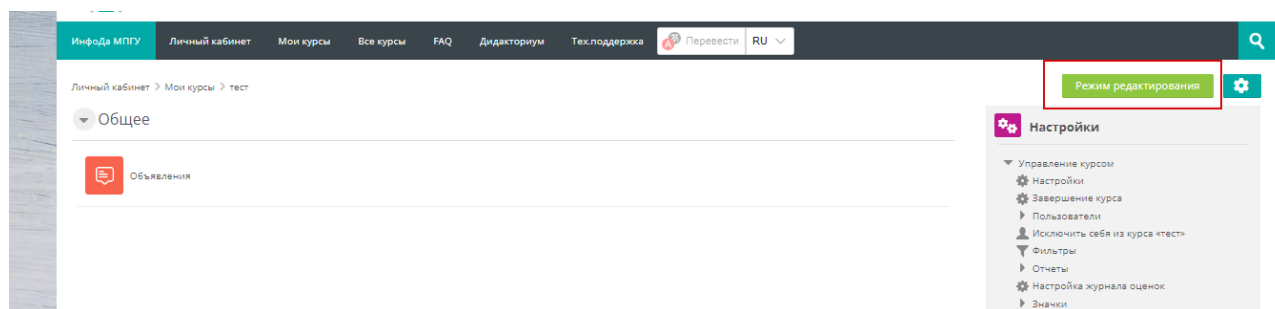 ИнфоДа МПГУ Личный кабинет Мои курсы Все курсы FAQ Дидакториум Тех.поддержка Перевести RU
Личный кабинет > Мои курсы > тест
Режим редактирования
Общее
Объявления
Настройки
Управление курсом
Настройки
Завершение курса
Пользователи
Исключить себя из курса «тест»
Фильтры
Отчеты
Настройка журнала оценок
Значки